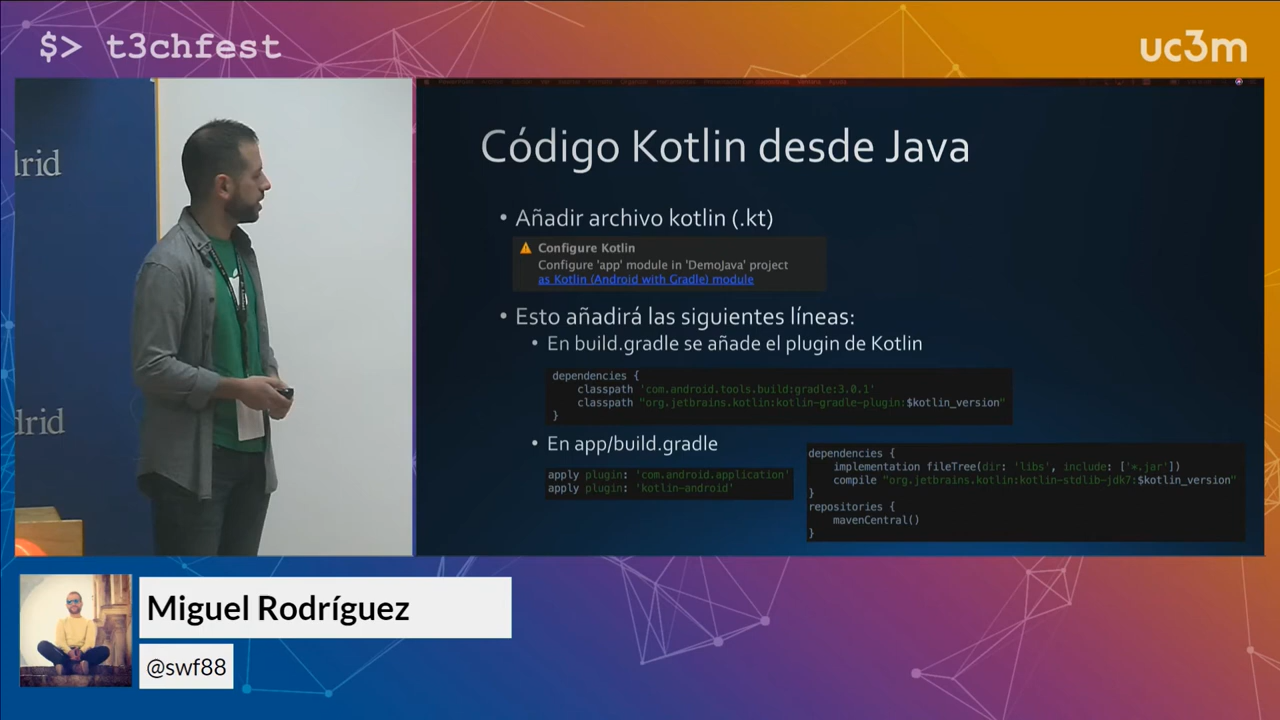 $> t3chfest
uc3m
drid
drid
Código Kotlin desde Java
• Añadir archivo kotlin (.kt)
Configure Kotlin
Configure 'app' module in 'DemoJava' project
as Kotlin (Android with Gradle) module
• Esto añadirá las siguientes líneas:
• En build.gradle se añade el plugin de Kotlin
dependencies {
classpath 'com.android.tools.build:gradle:3.0.1'
classpath "org.jetbrains.kotlin:kotlin-gradle-plugin:$kotlin_version"
}
• En app/build.gradle
apply plugin: 'com.android.application'
apply plugin: 'kotlin-android'
dependencies {
implementation fileTree(dir: 'libs', include: ['*.jar'])
compile "org.jetbrains.kotlin:kotlin-stdlib-jdk7:$kotlin_version"
}
repositories {
mavenCentral()
}
Miguel Rodríguez
@swf88